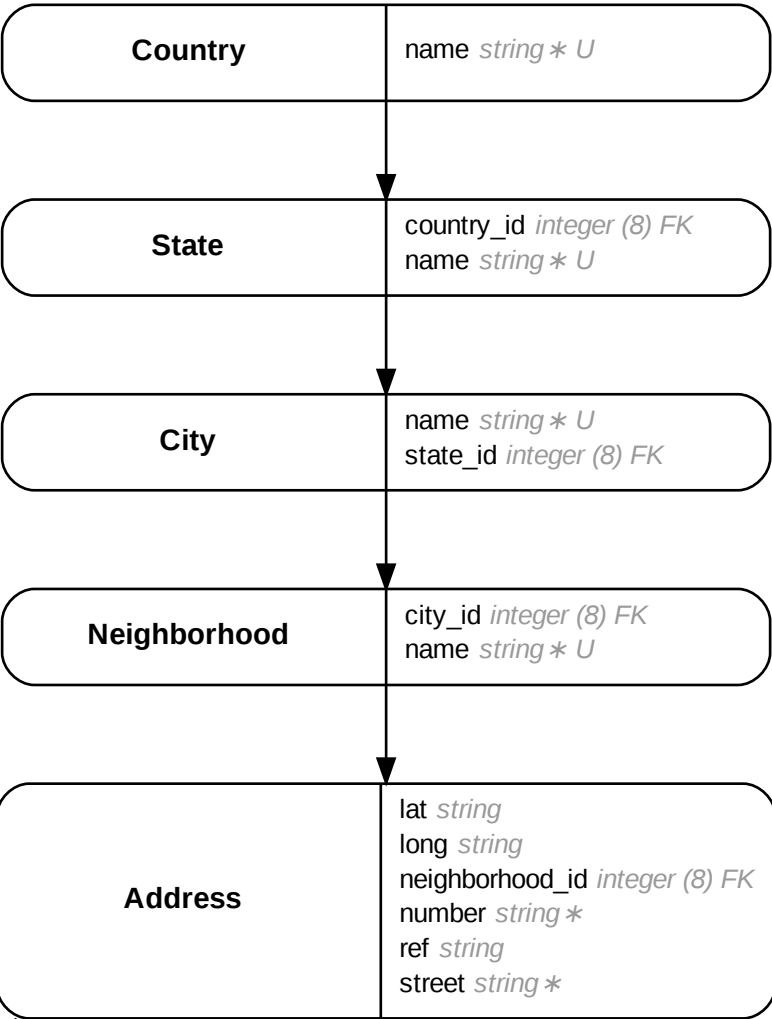 Country
name string∗ U
State
country_id integer (8) FK
name string∗ U
City
name string∗ U
state_id integer (8) FK
Neighborhood
city_id integer (8) FK
name string∗ U
Address
lat string
long string
neighborhood_id integer (8) FK
number string∗
ref string
street string∗